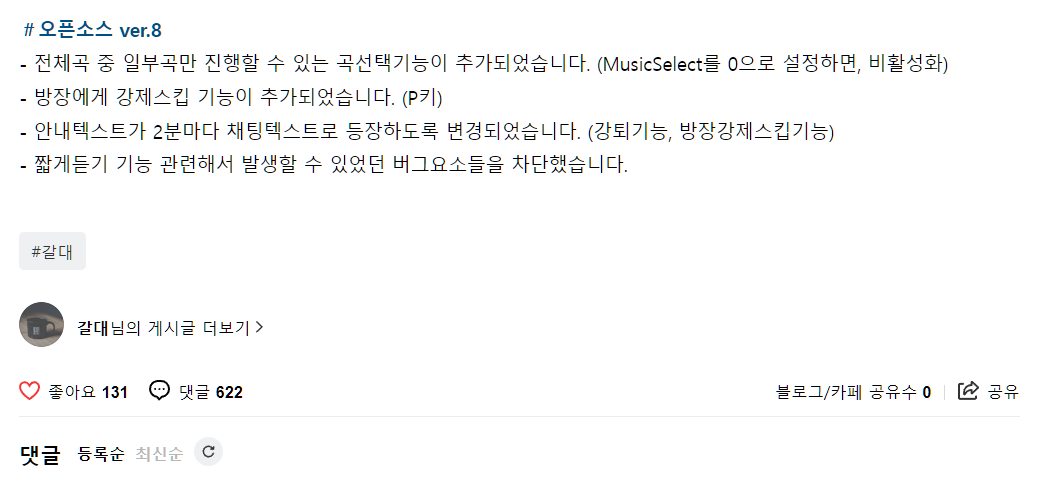 # 오픈소스 ver.8
- 전체곡 중 일부곡만 진행할 수 있는 곡선택기능이 추가되었습니다. (MusicSelect를 0으로 설정하면, 비활성화)
- 방장에게 강제스킵 기능이 추가되었습니다. (P키)
- 안내텍스트가 2분마다 채팅텍스트로 등장하도록 변경되었습니다. (강퇴기능, 방장강제스킵기능)
- 짧게듣기 기능 관련해서 발생할 수 있었던 버그요소들을 차단했습니다.
#갈대
갈대님의 게시글 더보기
좋아요 131 댓글 622 블로그/카페 공유수 0 공유
댓글 등록순 최신순